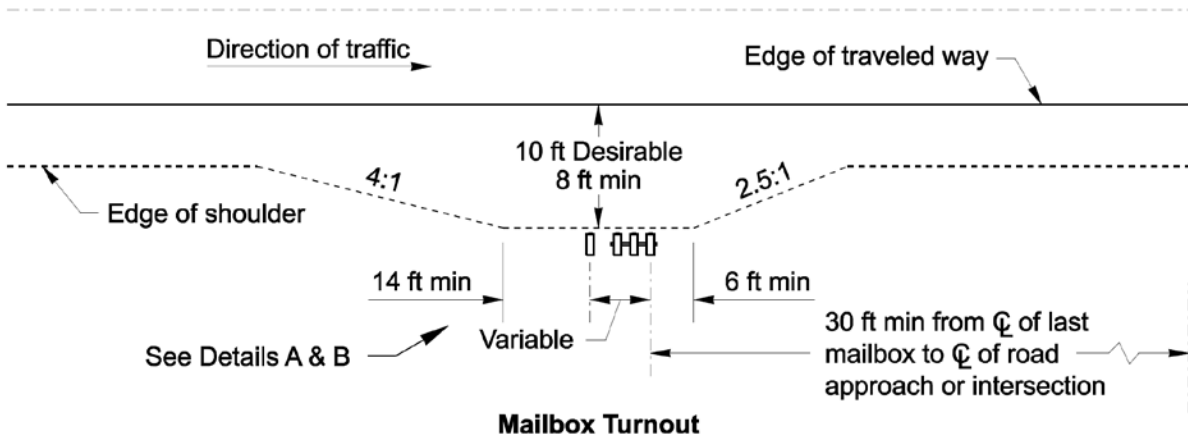 Direction of traffic
Edge of traveled way
10 ft Desirable
8 ft min
4:1
2.5:1
Edge of shoulder
14 ft min
6 ft min
Variable
See Details A & B
30 ft min from ℄ of last
mailbox to ℄ of road
approach or intersection
Mailbox Turnout